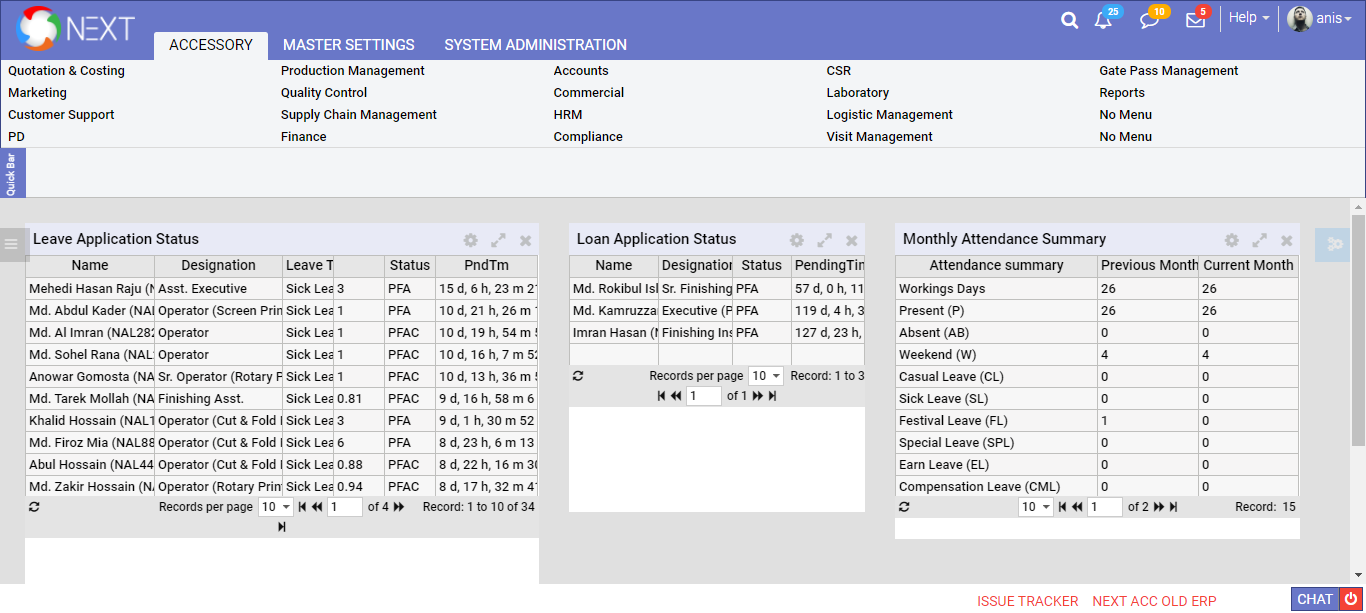 NEXT
25
10
5
Help
anis
ACCESSORY MASTER SETTINGS SYSTEM ADMINISTRATION
Quotation & Costing Production Management Accounts CSR Gate Pass Management
Marketing Quality Control Commercial Laboratory Reports
Customer Support Supply Chain Management HRM Logistic Management No Menu
PD Finance Compliance Visit Management No Menu
Quick Bar
Leave Application Status
Name Designation Leave T Status PndTm
Mehedi Hasan Raju (N Asst. Executive Sick Lea 3 PFA 15 d, 6 h, 23 m 21
Md. Abdul Kader (NAL Operator (Screen Prin Sick Lea 1 PFA 10 d, 21 h, 26 m
Md. Al Imran (NAL282 Operator Sick Lea 1 PFAC 10 d, 19 h, 54 m
Md. Sohel Rana (NAL Operator Sick Lea 1 PFAC 10 d, 16 h, 7 m 52
Anowar Gomosta (NA Sr. Operator (Rotary P Sick Lea 1 PFAC 10 d, 13 h, 36 m
Md. Tarek Mollah (NA Finishing Asst. Sick Lea 0.81 PFAC 9 d, 16 h, 58 m 6
Khalid Hossain (NAL1 Operator (Cut & Fold Sick Lea 3 PFA 9 d, 1 h, 30 m 52
Md. Firoz Mia (NAL88 Operator (Cut & Fold Sick Lea 6 PFA 8 d, 23 h, 6 m 13
Abul Hossain (NAL44 Operator (Cut & Fold Sick Lea 0.88 PFAC 8 d, 22 h, 16 m 30
Md. Zakir Hossain (NA Operator (Rotary Prin Sick Lea 0.94 PFAC 8 d, 17 h, 32 m 41
Records per page 10 1 of 4 Record: 1 to 10 of 34
Loan Application Status
Name Designation Status PendingTim
Md. Rokibul Isl Sr. Finishing PFA 57 d, 0 h, 11
Md. Kamruzza Executive (P PFA 119 d, 4 h, 3
Imran Hasan (N Finishing Ins PFA 127 d, 23 h,
Records per page 10 Record: 1 to 3
1 of 1
Monthly Attendance Summary
Attendance summary Previous Month Current Month
Workings Days 26 26
Present (P) 26 26
Absent (AB) 0 0
Weekend (W) 4 4
Casual Leave (CL) 0 0
Sick Leave (SL) 0 0
Festival Leave (FL) 1 0
Special Leave (SPL) 0 0
Earn Leave (EL) 0 0
Compensation Leave (CML) 0 0
10 1 of 2 Record: 15
ISSUE TRACKER NEXT ACC OLD ERP CHAT